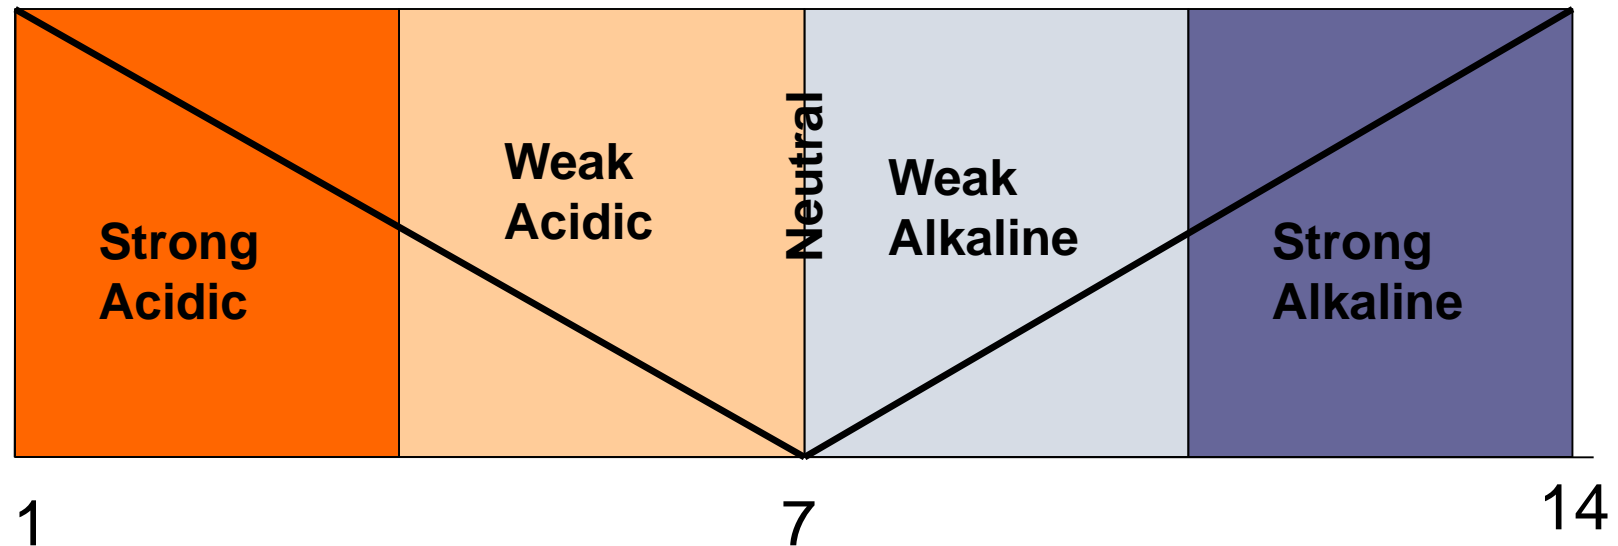 Strong
Acidic
Weak
Acidic
Neutral
Weak
Alkaline
Strong
Alkaline
1
7
14